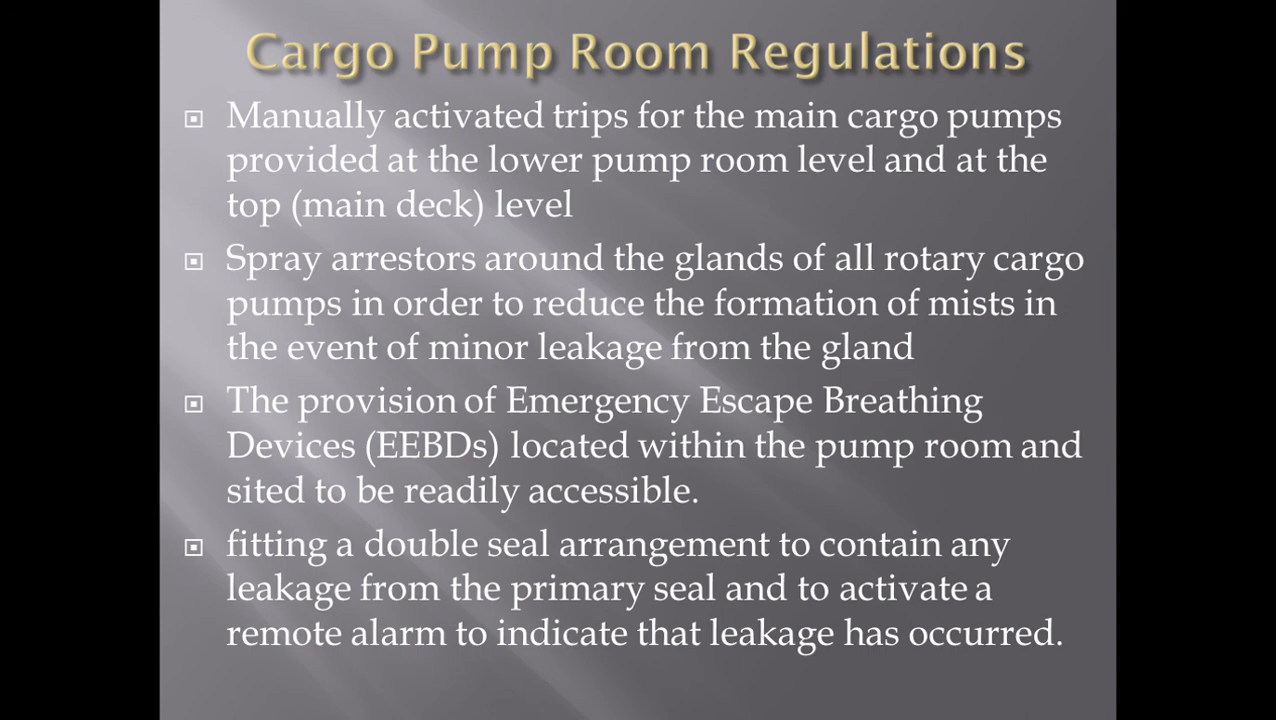 Cargo Pump Room Regulations
Manually activated trips for the main cargo pumps
provided at the lower pump room level and at the
top (main deck) level
Spray arrestors around the glands of all rotary cargo
pumps in order to reduce the formation of mists in
the event of minor leakage from the gland
The provision of Emergency Escape Breathing
Devices (EEBDs) located within the pump room and
sited to be readily accessible.
fitting a double seal arrangement to contain any
leakage from the primary seal and to activate a
remote alarm to indicate that leakage has occurred.